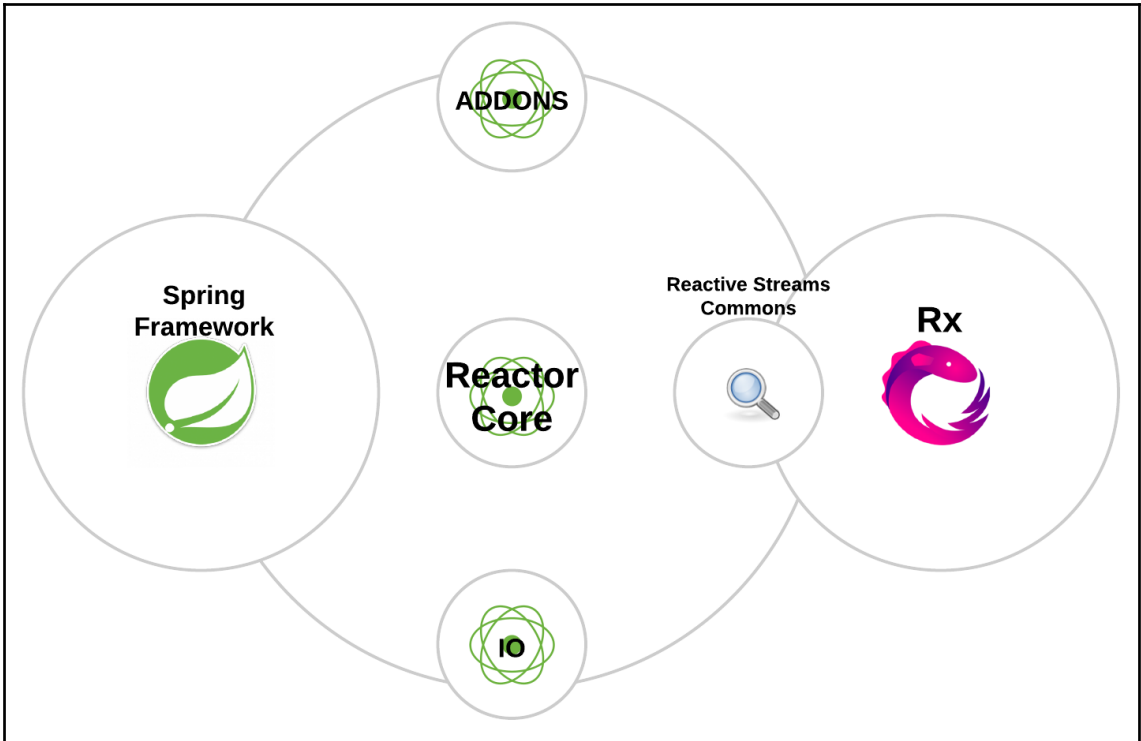 ADDONS
Spring
Framework
Reactor
Core
Reactive Streams
Commons
Rx
IO